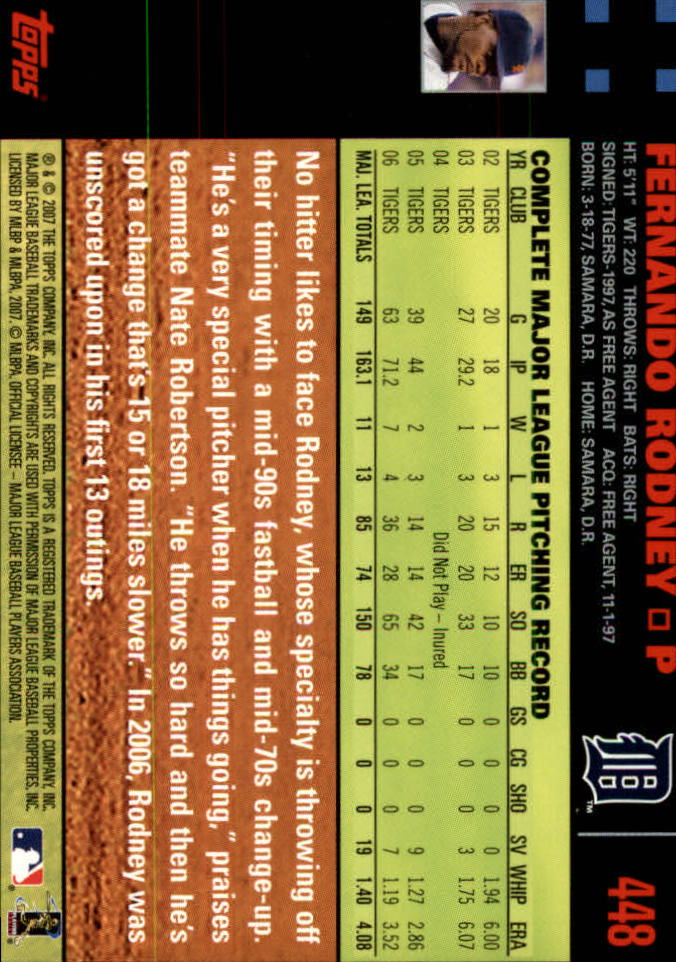 FERNANDO RODNEY □ P
448
HT: 5'11" WT: 220 THROWS: RIGHT BATS: RIGHT
SIGNED: TIGERS-1997, AS FREE AGENT ACQ: FREE AGENT, 11-1-97
BORN: 3-18-77, SAMARA, D.R. HOME: SAMARA, D.R.
TM
COMPLETE MAJOR LEAGUE PITCHING RECORD
YR CLUB G IP W L R ER SO BB GS CG SHO SV WHIP ERA
02 TIGERS 20 18 1 3 15 12 10 10 0 0 0 0 1.94 6.00
03 TIGERS 27 29.2 1 3 20 20 33 17 0 0 0 3 1.75 6.07
04 TIGERS Did Not Play – Inured
05 TIGERS 39 44 2 3 14 14 42 17 0 0 0 9 1.27 2.86
06 TIGERS 63 71.2 7 4 36 28 65 34 0 0 0 7 1.19 3.52
MAJ. LEA. TOTALS 149 163.1 11 13 85 74 150 78 0 0 0 19 1.40 4.08
No hitter likes to face Rodney, whose specialty is throwing off
their timing with a mid-90s fastball and mid-70s change-up.
"He's a very special pitcher when he has things going," praises
teammate Nate Robertson. "He throws so hard and then he's
got a change that's 15 or 18 miles slower." In 2006, Rodney was
unscored upon in his first 13 outings.
topps
® & © 2007 THE TOPPS COMPANY, INC. ALL RIGHTS RESERVED. TOPPS IS A REGISTERED TRADEMARK OF THE TOPPS COMPANY, INC.
MAJOR LEAGUE BASEBALL TRADEMARKS AND COPYRIGHTS ARE USED WITH PERMISSION OF MAJOR LEAGUE BASEBALL PROPERTIES, INC.
LICENSED BY MLBP & MLBPA, 2007. © MLBPA, OFFICIAL LICENSEE – MAJOR LEAGUE BASEBALL PLAYERS ASSOCIATION.